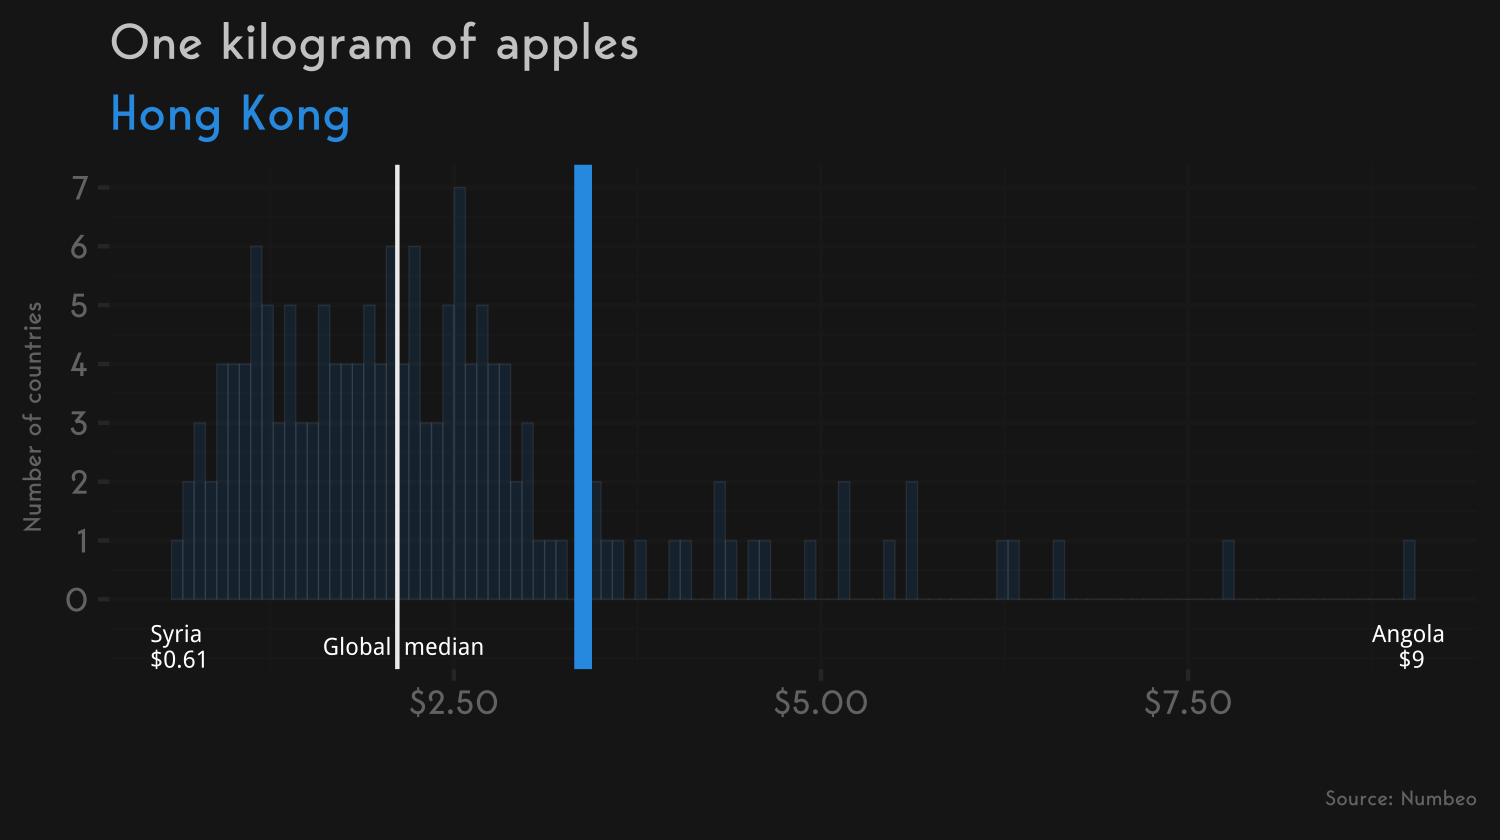 One kilogram of apples
Hong Kong
Number of countries
7
6
5
4
3
2
1
0
Syria
$0.61
Global median
Angola
$9
$2.50
$5.00
$7.50
Source: Numbeo